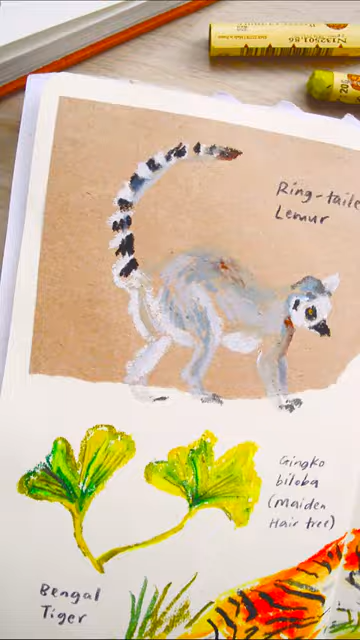 Ring-taile
Lemur
Gingko
biloba
(Maiden
Hair tree)
Bengal
Tiger